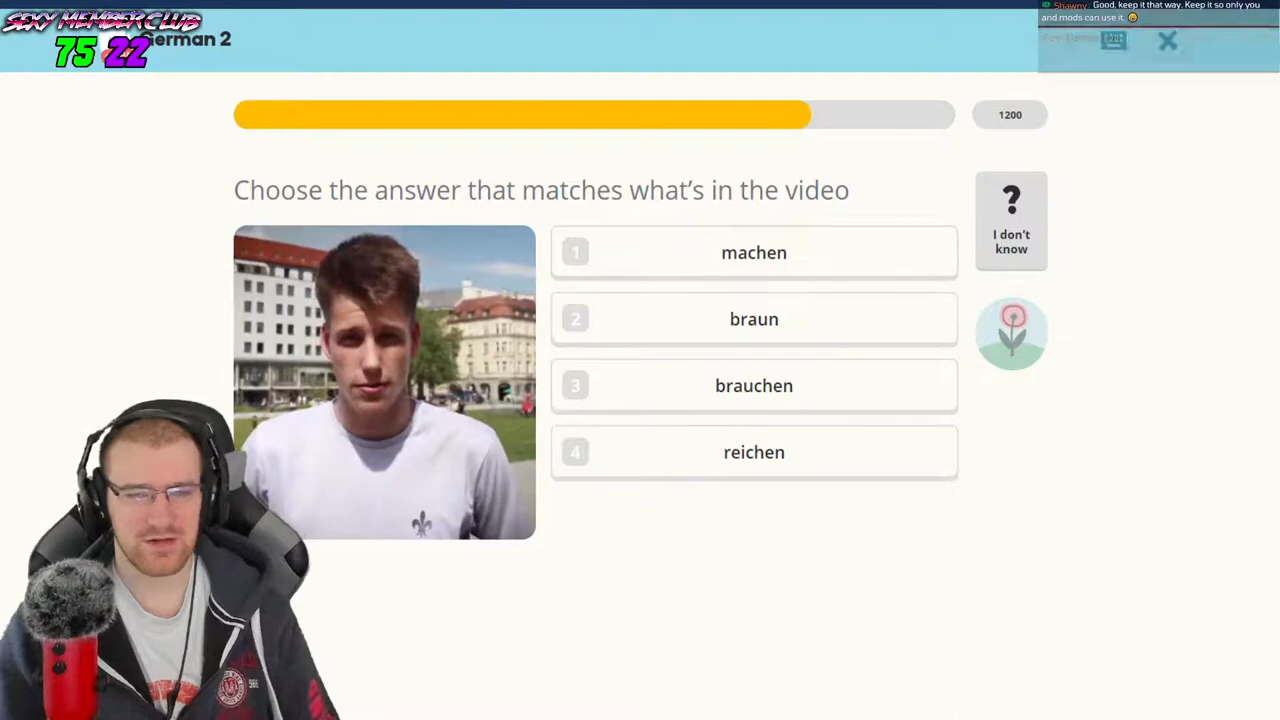 SEXY MEMBER CLUB
75 22
German 2
Shawny: Good, keep it that way. Keep it so only you
and mods can use it.
1200
Choose the answer that matches what's in the video
?
I don't
know
1 machen
2 braun
3 brauchen
4 reichen